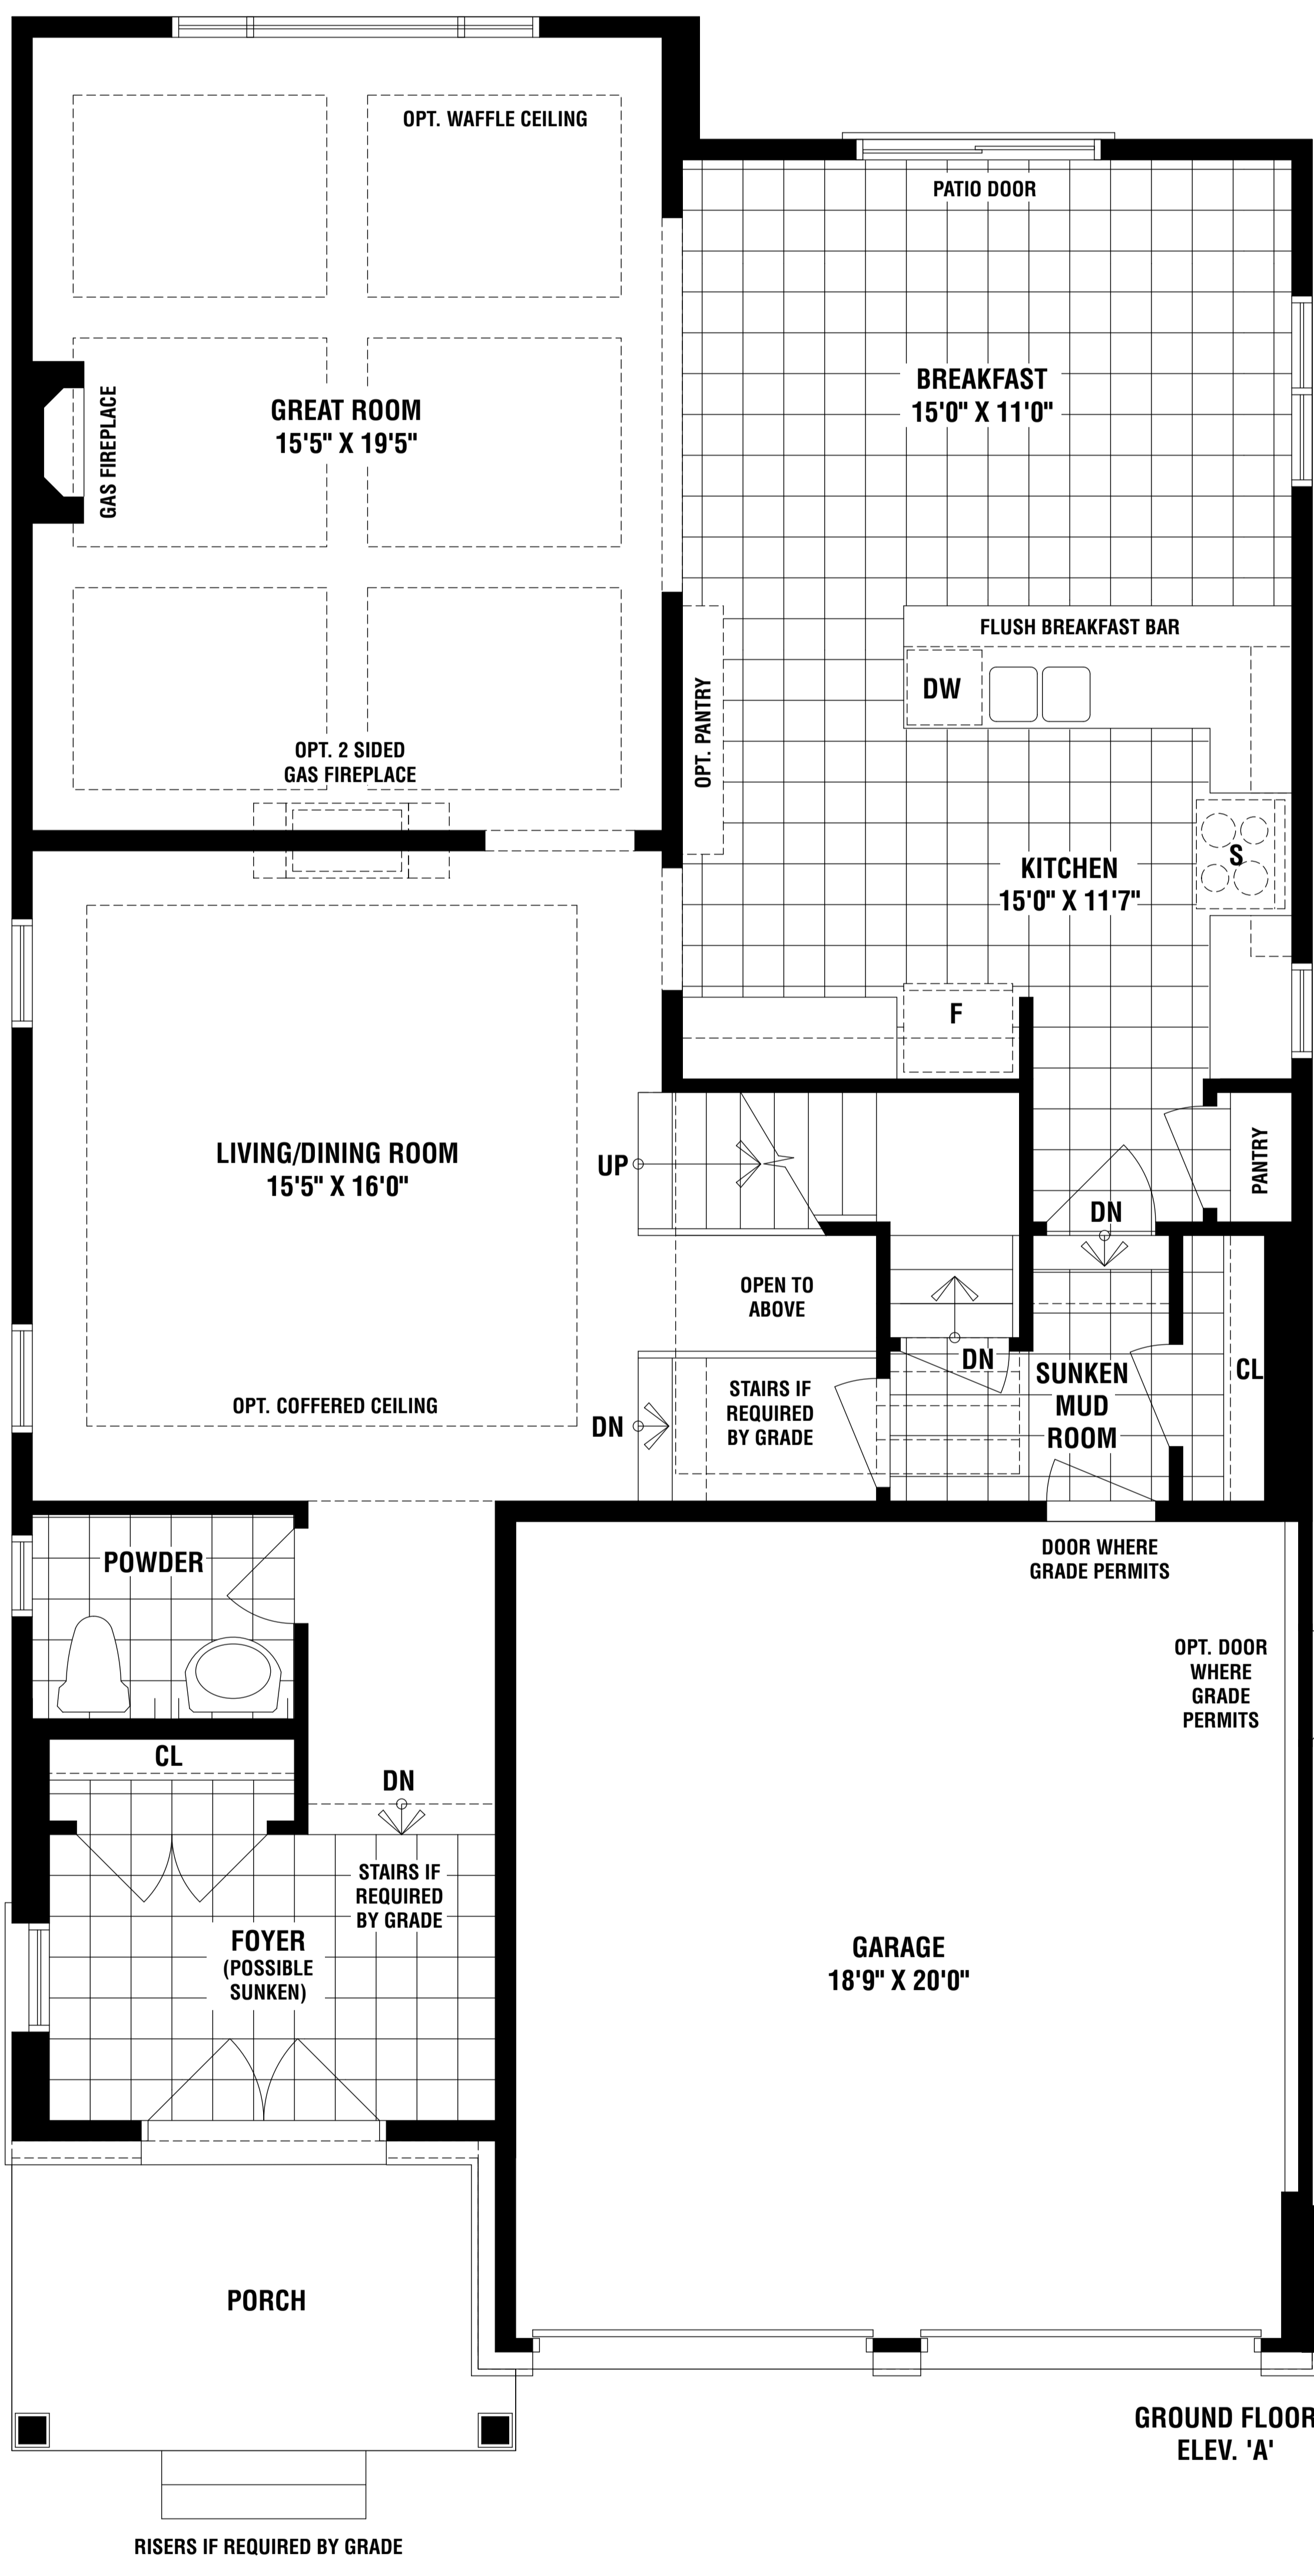 OPT. WAFFLE CEILING
PATIO DOOR
BREAKFAST
15'0" X 11'0"
GREAT ROOM
15'5" X 19'5"
GAS FIREPLACE
FLUSH BREAKFAST BAR
DW
OPT. PANTRY
OPT. 2 SIDED
GAS FIREPLACE
S
KITCHEN
15'0" X 11'7"
F
LIVING/DINING ROOM
15'5" X 16'0"
UP
PANTRY
DN
OPEN TO
ABOVE
DN
SUNKEN
MUD
ROOM
CL
STAIRS IF
REQUIRED
BY GRADE
OPT. COFFERED CEILING
DN
POWDER
DOOR WHERE
GRADE PERMITS
OPT. DOOR
WHERE
GRADE
PERMITS
CL
DN
STAIRS IF
REQUIRED
BY GRADE
FOYER
(POSSIBLE
SUNKEN)
GARAGE
18'9" X 20'0"
PORCH
GROUND FLOOR
ELEV. 'A'
RISERS IF REQUIRED BY GRADE